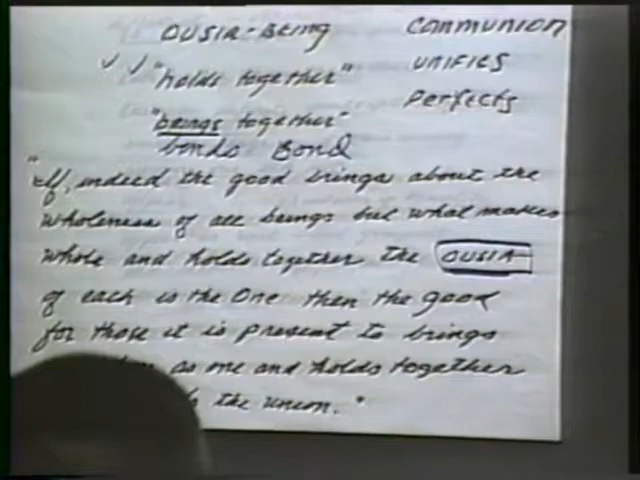 OUSIA-Being
Communion
"holds together"
unifies
"brings together"
perfects
binds Bond
"If, indeed the good brings about the
wholeness of all beings but what makes
whole and holds together the OUSIA
of each is the One then the good
for those it is present to brings
as one and holds together
the union."